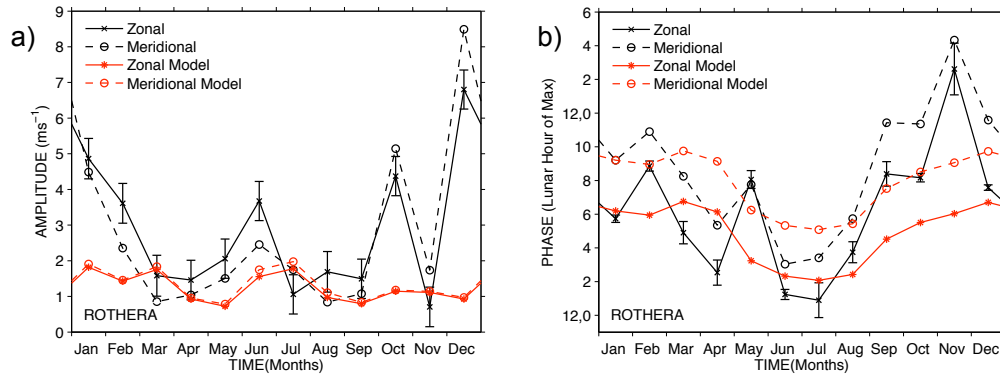 a)
Zonal
Meridional
Zonal Model
Meridional Model
AMPLITUDE (ms⁻¹)
9
8
7
6
5
4
3
2
1
0
ROTHERA
Jan Feb Mar Apr May Jun Jul Aug Sep Oct Nov Dec
TIME(Months)
b)
Zonal
Meridional
Zonal Model
Meridional Model
PHASE (Lunar Hour of Max)
6
4
2
12,0
10
8
6
4
2
12,0
ROTHERA
Jan Feb Mar Apr May Jun Jul Aug Sep Oct Nov Dec
TIME(Months)